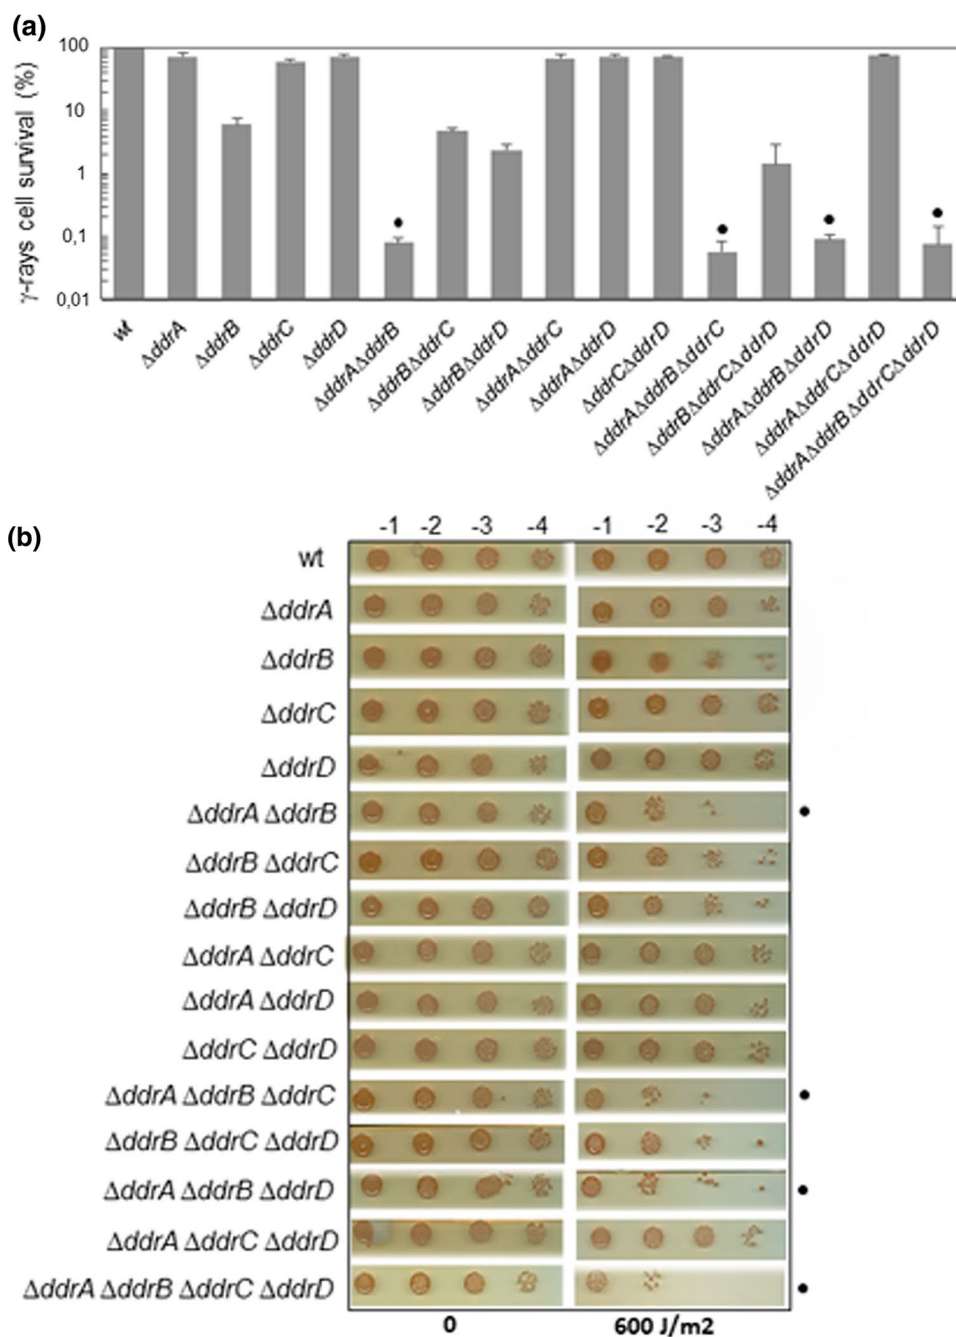 (a)
γ-rays cell survival (%)
100
10
1
0,1
0,01
wt
ΔddrA
ΔddrB
ΔddrC
ΔddrD
ΔddrAΔddrB
ΔddrBΔddrC
ΔddrBΔddrD
ΔddrAΔddrC
ΔddrAΔddrD
ΔddrCΔddrD
ΔddrAΔddrBΔddrC
ΔddrBΔddrCΔddrD
ΔddrAΔddrBΔddrD
ΔddrAΔddrCΔddrD
ΔddrAΔddrBΔddrCΔddrD
(b)
-1 -2 -3 -4 -1 -2 -3 -4
wt
ΔddrA
ΔddrB
ΔddrC
ΔddrD
ΔddrA ΔddrB
ΔddrB ΔddrC
ΔddrB ΔddrD
ΔddrA ΔddrC
ΔddrA ΔddrD
ΔddrC ΔddrD
ΔddrA ΔddrB ΔddrC
ΔddrB ΔddrC ΔddrD
ΔddrA ΔddrB ΔddrD
ΔddrA ΔddrC ΔddrD
ΔddrA ΔddrB ΔddrC ΔddrD
0 600 J/m2